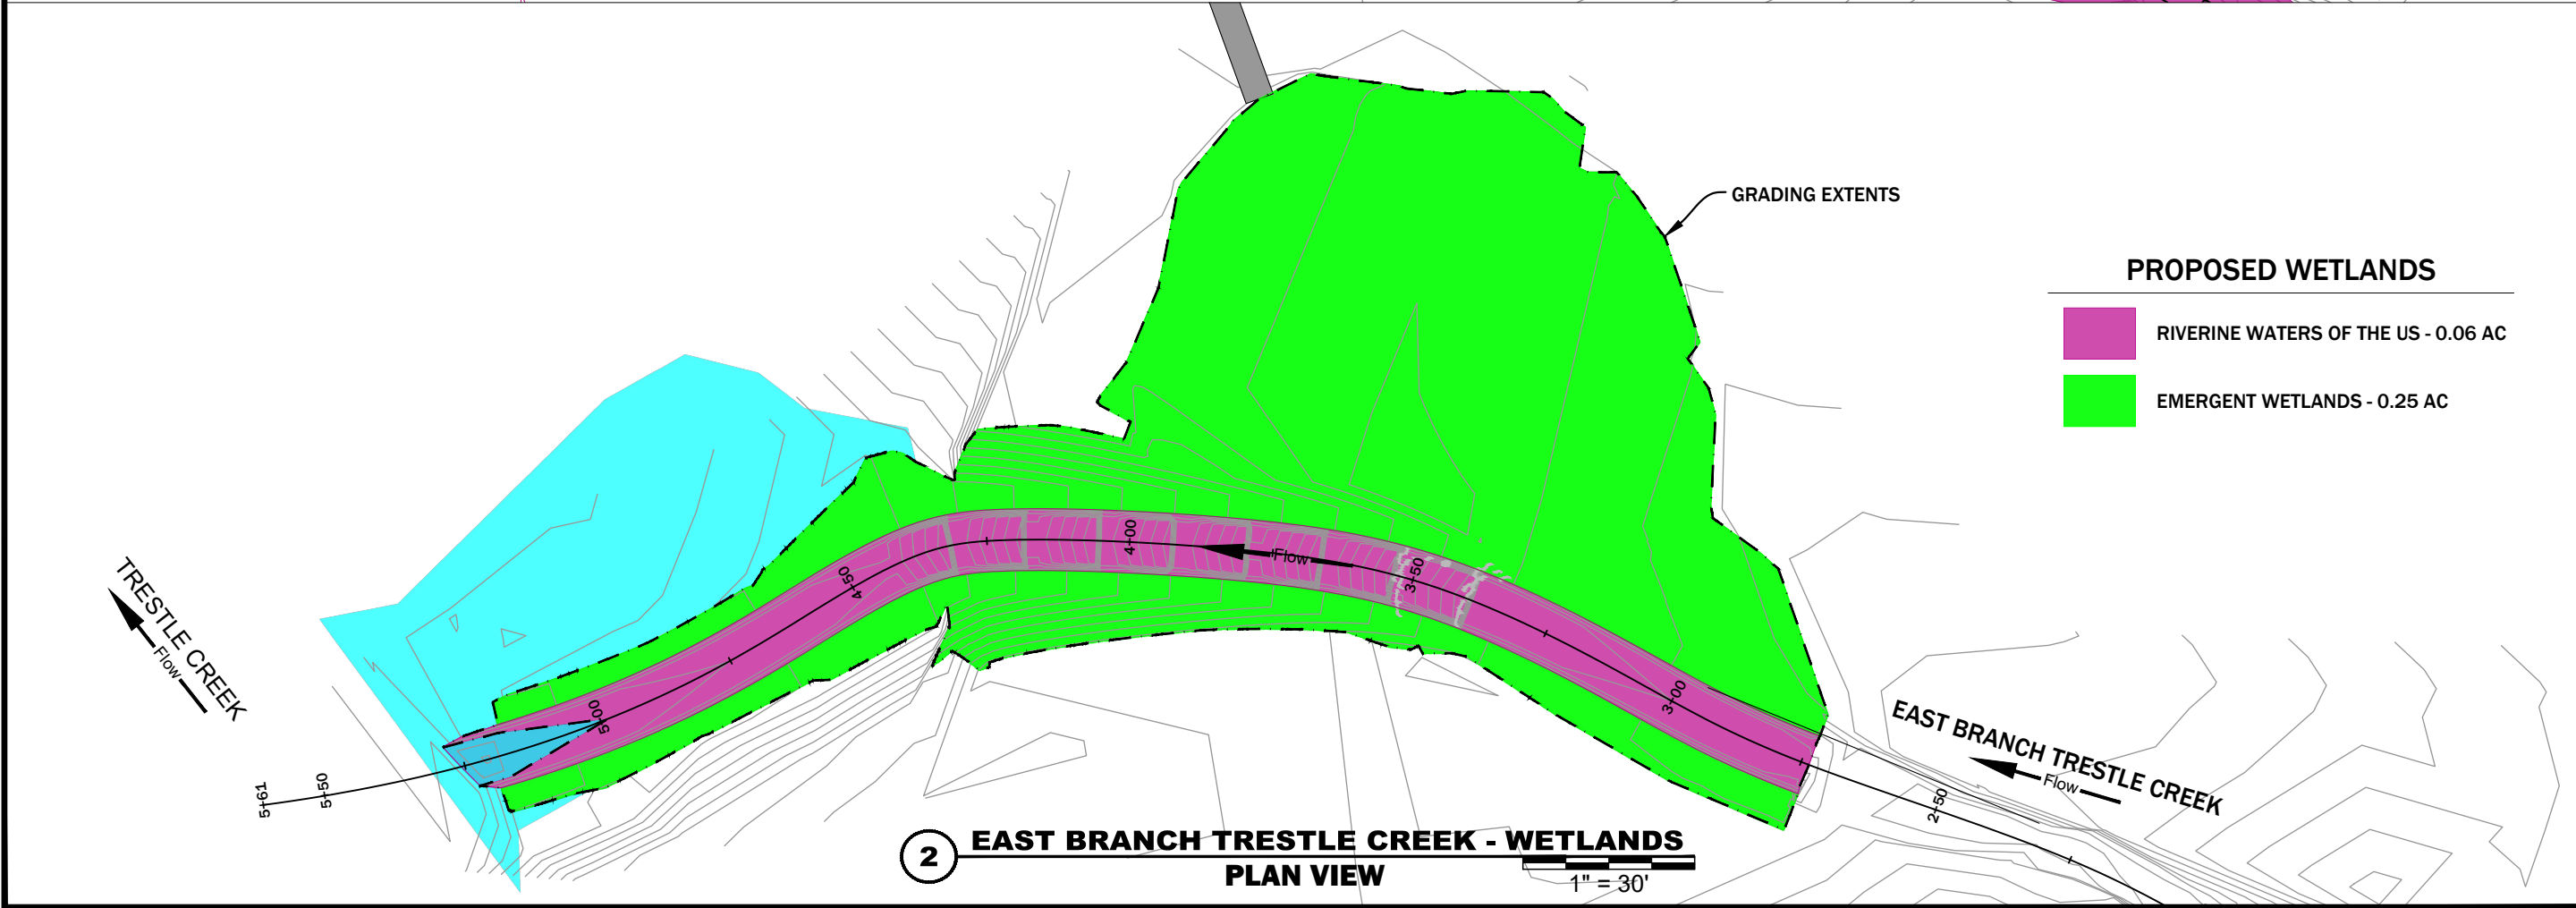 GRADING EXTENTS
PROPOSED WETLANDS
RIVERINE WATERS OF THE US - 0.06 AC
EMERGENT WETLANDS - 0.25 AC
TRESTLE CREEK
Flow
5+61
5+50
5+00
4+50
4+00
Flow
3+50
3+00
2+50
EAST BRANCH TRESTLE CREEK
Flow
2
EAST BRANCH TRESTLE CREEK - WETLANDS
PLAN VIEW
1" = 30'